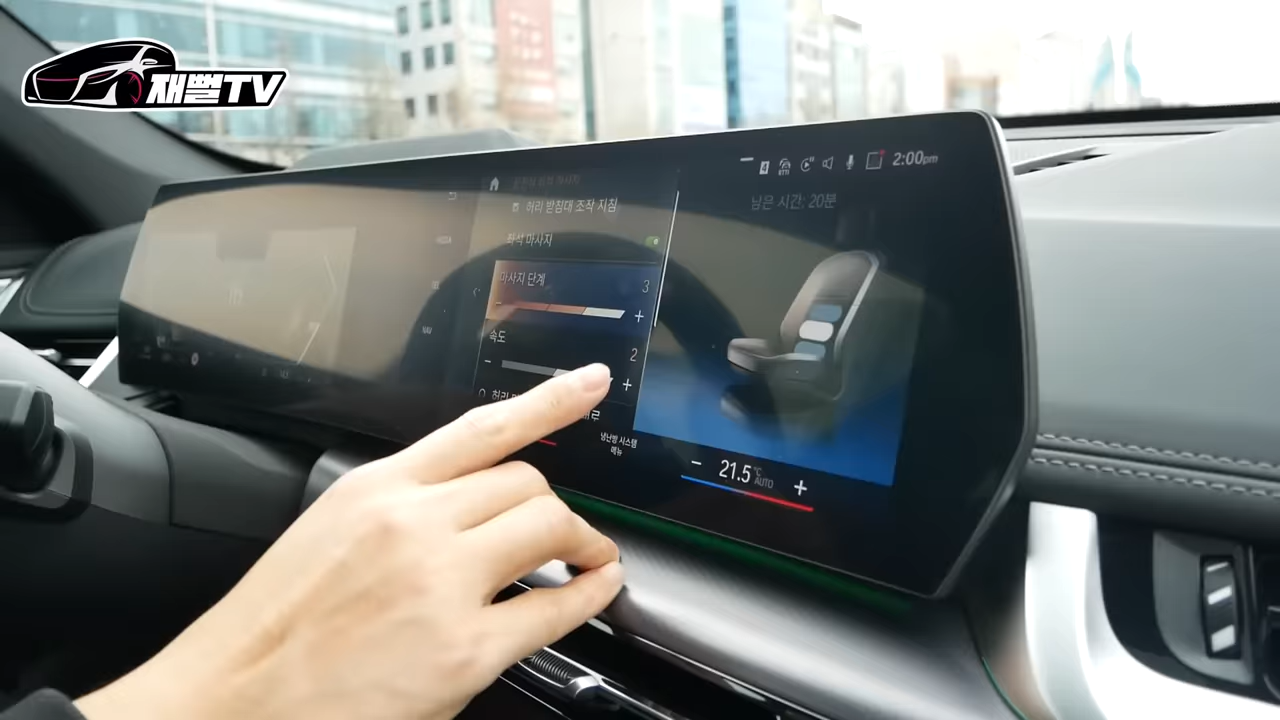 재뻘TV
2:00pm
남은 시간: 20분
허리 받침대 조작 지침
좌석 마사지
마사지 단계
3
속도
2
냉난방 시스템
메뉴
21.5°C
AUTO
NAV